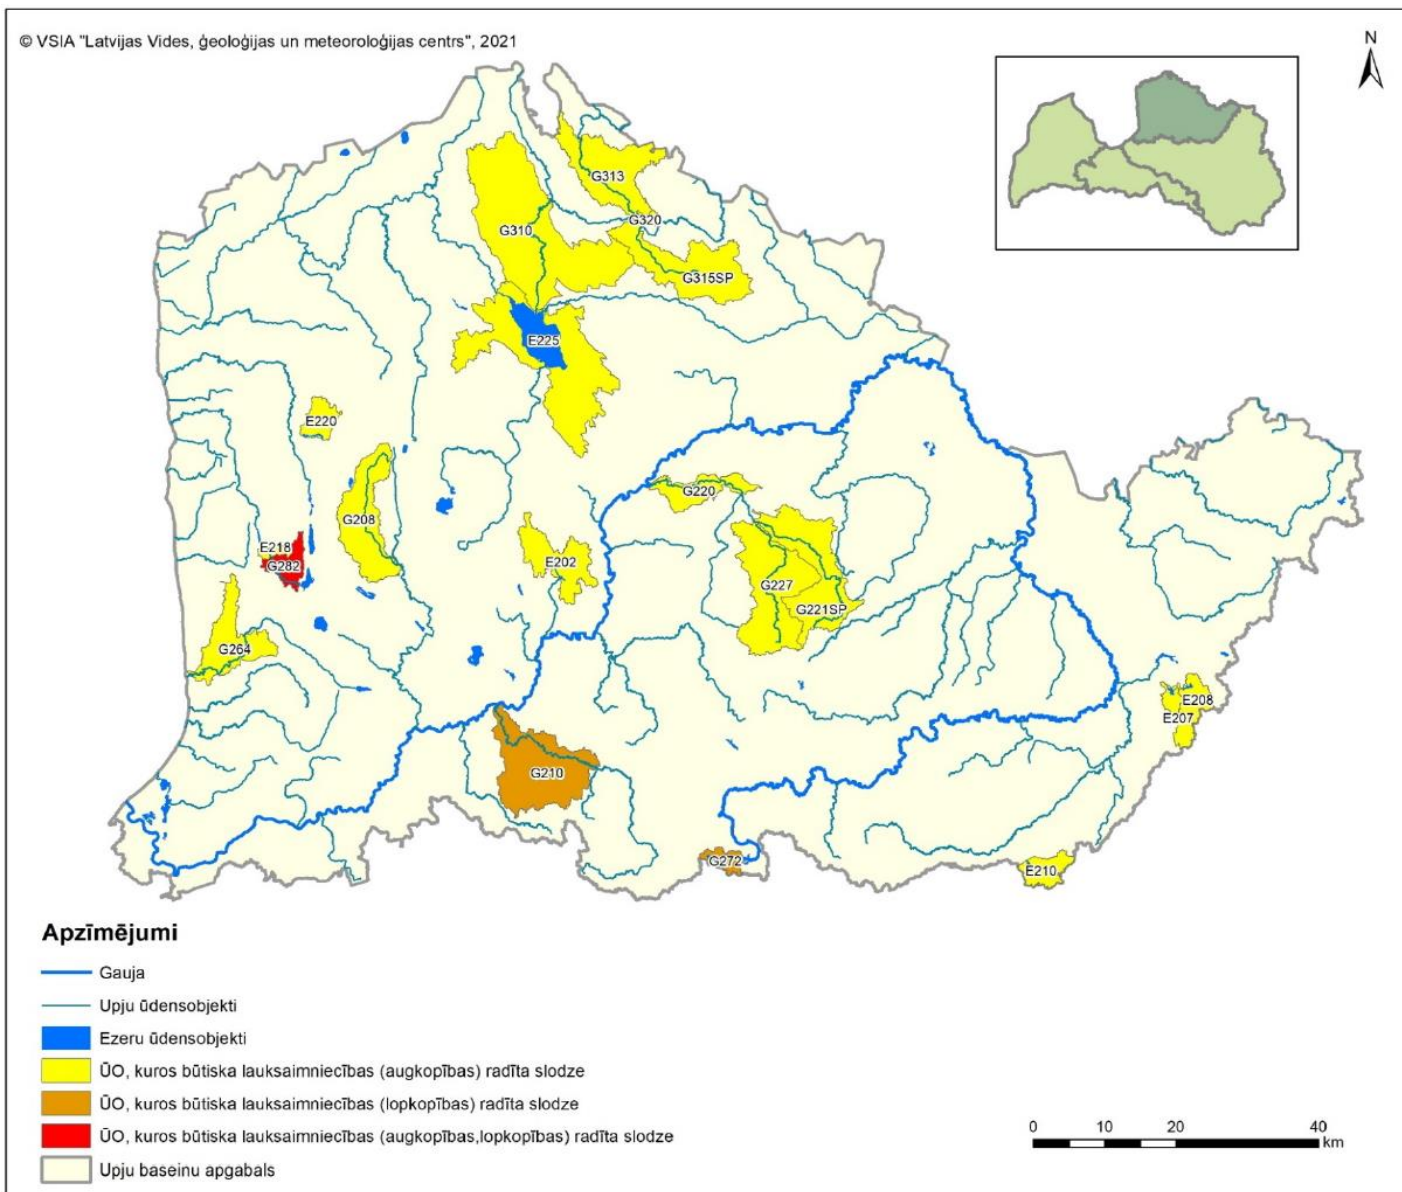 © VSIA "Latvijas Vides, ģeoloģijas un meteoroloģijas centrs", 2021
N
G313
G320
G310
G315SP
E225
E220
G220
G208
E218
G282
E202
G227
G221SP
G264
E208
E207
G210
G272
E210
Apzīmējumi
Gauja
Upju ūdensobjekti
Ezeru ūdensobjekti
ŪO, kuros būtiska lauksaimniecības (augkopības) radīta slodze
ŪO, kuros būtiska lauksaimniecības (lopkopības) radīta slodze
ŪO, kuros būtiska lauksaimniecības (augkopības,lopkopības) radīta slodze
Upju baseinu apgabals
0 10 20 40
km